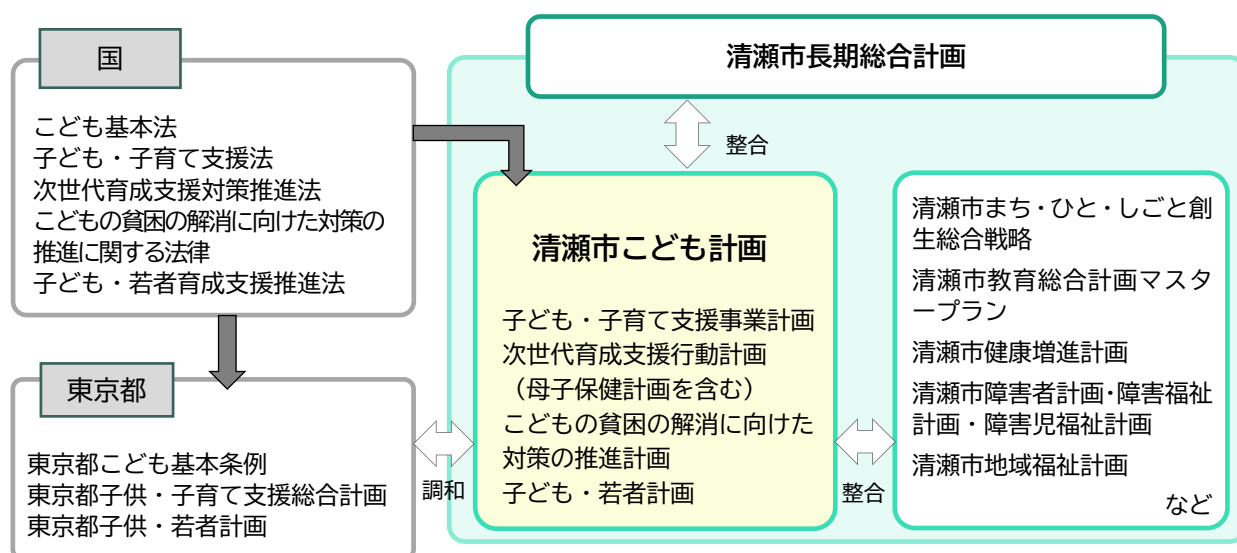 国
こども基本法
子ども・子育て支援法
次世代育成支援対策推進法
こどもの貧困の解消に向けた対策の
推進に関する法律
子ども・若者育成支援推進法
東京都
東京都こども基本条例
東京都子供・子育て支援総合計画
東京都子供・若者計画
調和
清瀬市長期総合計画
整合
清瀬市こども計画
子ども・子育て支援事業計画
次世代育成支援行動計画
（母子保健計画を含む）
こどもの貧困の解消に向けた
対策の推進計画
子ども・若者計画
整合
清瀬市まち・ひと・しごと創
生総合戦略
清瀬市教育総合計画マスタ
ープラン
清瀬市健康増進計画
清瀬市障害者計画・障害福祉
計画・障害児福祉計画
清瀬市地域福祉計画
など